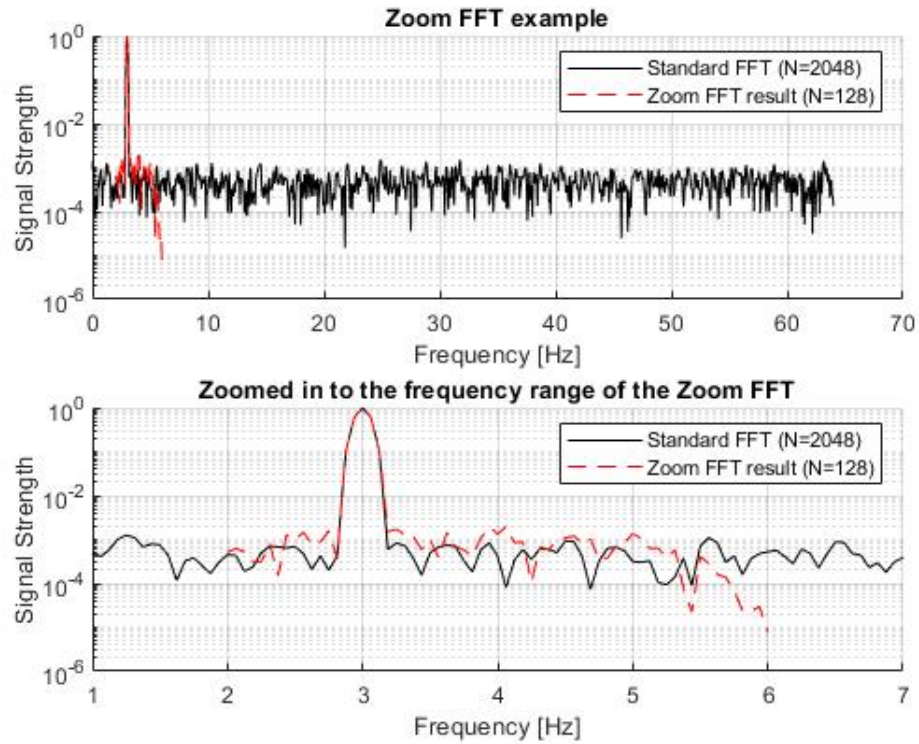 Zoom FFT example
Signal Strength
10^0
10^-2
10^-4
10^-6
Standard FFT (N=2048)
Zoom FFT result (N=128)
0 10 20 30 40 50 60 70
Frequency [Hz]
Zoomed in to the frequency range of the Zoom FFT
Signal Strength
10^0
10^-2
10^-4
10^-6
Standard FFT (N=2048)
Zoom FFT result (N=128)
1 2 3 4 5 6 7
Frequency [Hz]